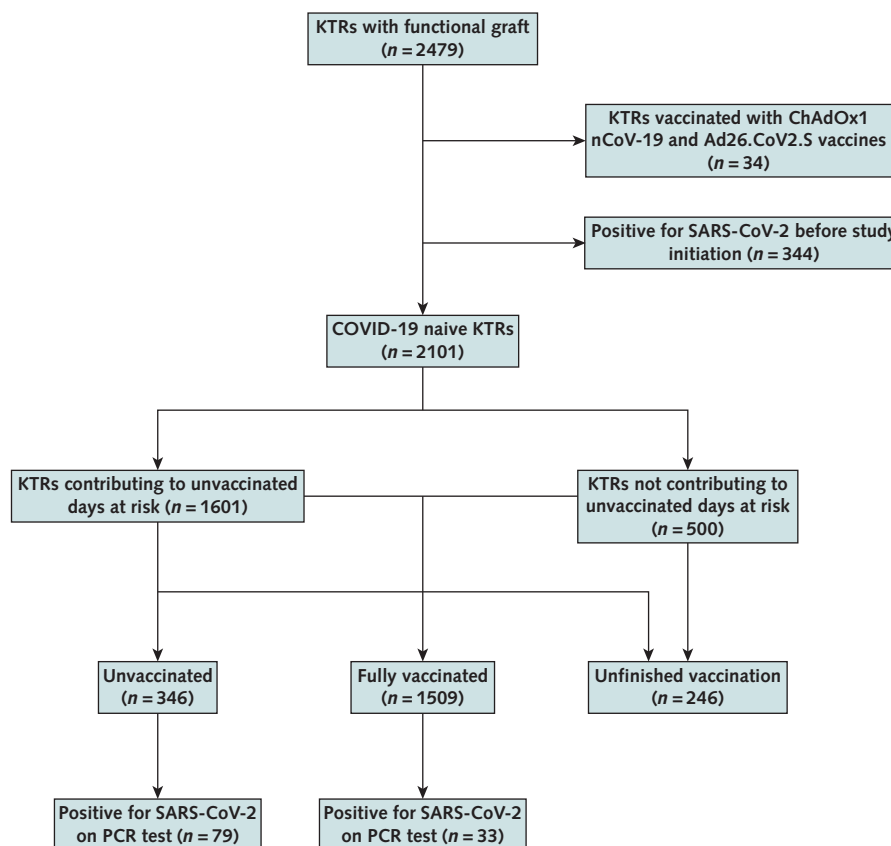 KTRs with functional graft
(n = 2479)
KTRs vaccinated with ChAdOx1
nCoV-19 and Ad26.CoV2.S vaccines
(n = 34)
Positive for SARS-CoV-2 before study
initiation (n = 344)
COVID-19 naive KTRs
(n = 2101)
KTRs contributing to unvaccinated
days at risk (n = 1601)
KTRs not contributing to
unvaccinated days at risk
(n = 500)
Unvaccinated
(n = 346)
Fully vaccinated
(n = 1509)
Unfinished vaccination
(n = 246)
Positive for SARS-CoV-2
on PCR test (n = 79)
Positive for SARS-CoV-2
on PCR test (n = 33)